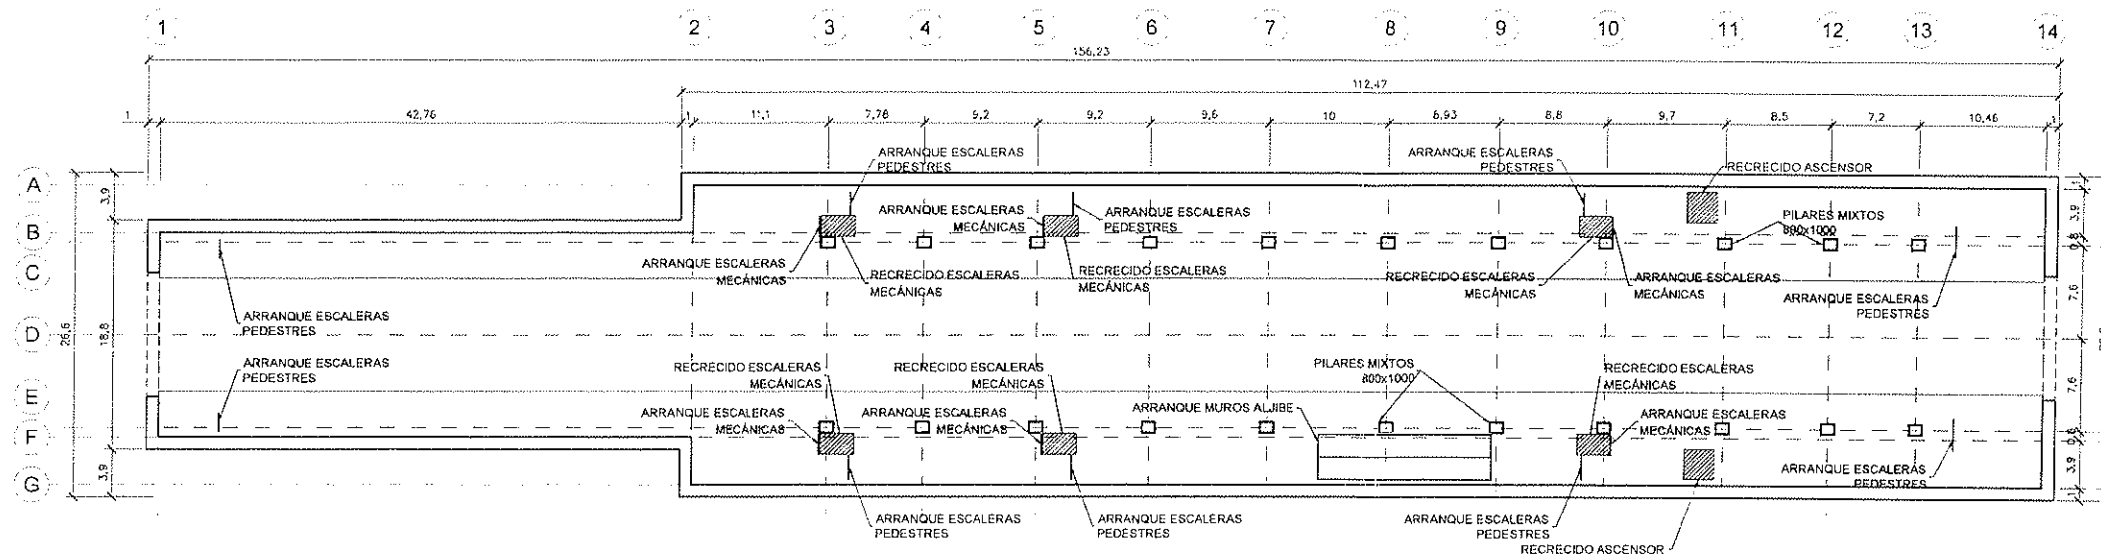 1 2 3 4 5 6 7 8 9 10 11 12 13 14
156,23
112,47
1 42,76 1 11,1 7,78 9,2 9,2 9,6 10 8,93 8,8 9,7 8,5 7,2 10,46 1
ARRANQUE ESCALERAS
PEDESTRES
ARRANQUE ESCALERAS
PEDESTRES
RECRECIDO ASCENSOR
A
B
C
D
E
F
G
3,9
18,8
3,9
26,6
ARRANQUE ESCALERAS
MECÁNICAS
ARRANQUE ESCALERAS
PEDESTRES
PILARES MIXTOS
800x1000
ARRANQUE ESCALERAS
MECÁNICAS
RECRECIDO ESCALERAS
MECÁNICAS
RECRECIDO ESCALERAS
MECÁNICAS
RECRECIDO ESCALERAS
MECÁNICAS
ARRANQUE ESCALERAS
MECÁNICAS
ARRANQUE ESCALERAS
PEDESTRES
ARRANQUE ESCALERAS
PEDESTRES
ARRANQUE ESCALERAS
PEDESTRES
RECRECIDO ESCALERAS
MECÁNICAS
RECRECIDO ESCALERAS
MECÁNICAS
PILARES MIXTOS
800x1000
RECRECIDO ESCALERAS
MECÁNICAS
ARRANQUE ESCALERAS
MECÁNICAS
ARRANQUE ESCALERAS
MECÁNICAS
ARRANQUE MUROS ALJIBE
ARRANQUE ESCALERAS
MECÁNICAS
ARRANQUE ESCALERAS
PEDESTRES
ARRANQUE ESCALERAS
PEDESTRES
ARRANQUE ESCALERAS
PEDESTRES
ARRANQUE ESCALERAS
PEDESTRES
RECRECIDO ASCENSOR
1
3,9
0,8
7,6
7,6
0,8
3,9
1